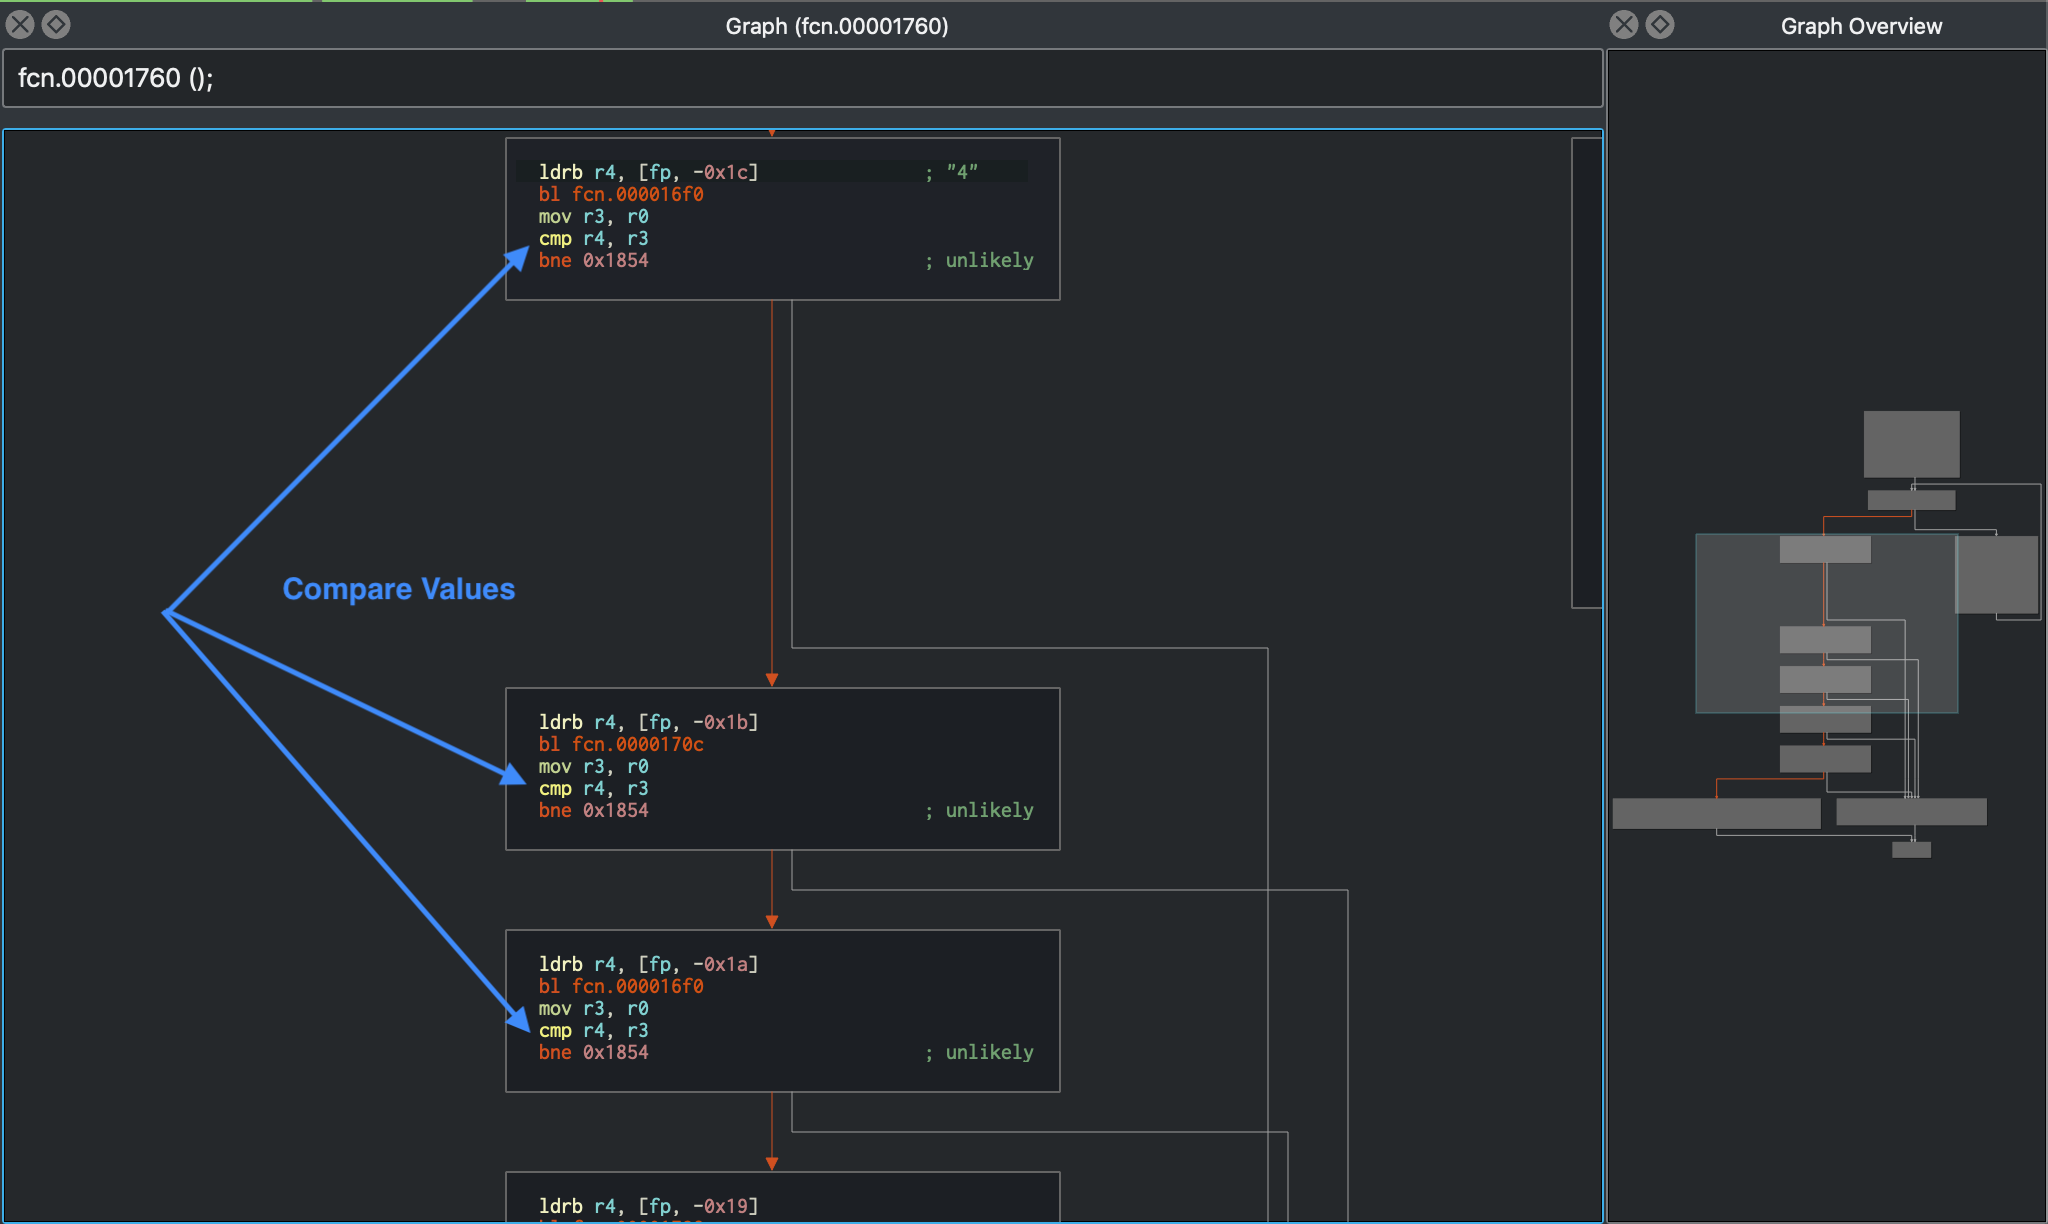 Graph (fcn.00001760)
Graph Overview
fcn.00001760 ();
ldrb r4, [fp, -0x1c] ; "4"
bl fcn.000016f0
mov r3, r0
cmp r4, r3
bne 0x1854 ; unlikely
Compare Values
ldrb r4, [fp, -0x1b]
bl fcn.0000170c
mov r3, r0
cmp r4, r3
bne 0x1854 ; unlikely
ldrb r4, [fp, -0x1a]
bl fcn.000016f0
mov r3, r0
cmp r4, r3
bne 0x1854 ; unlikely
ldrb r4, [fp, -0x19]